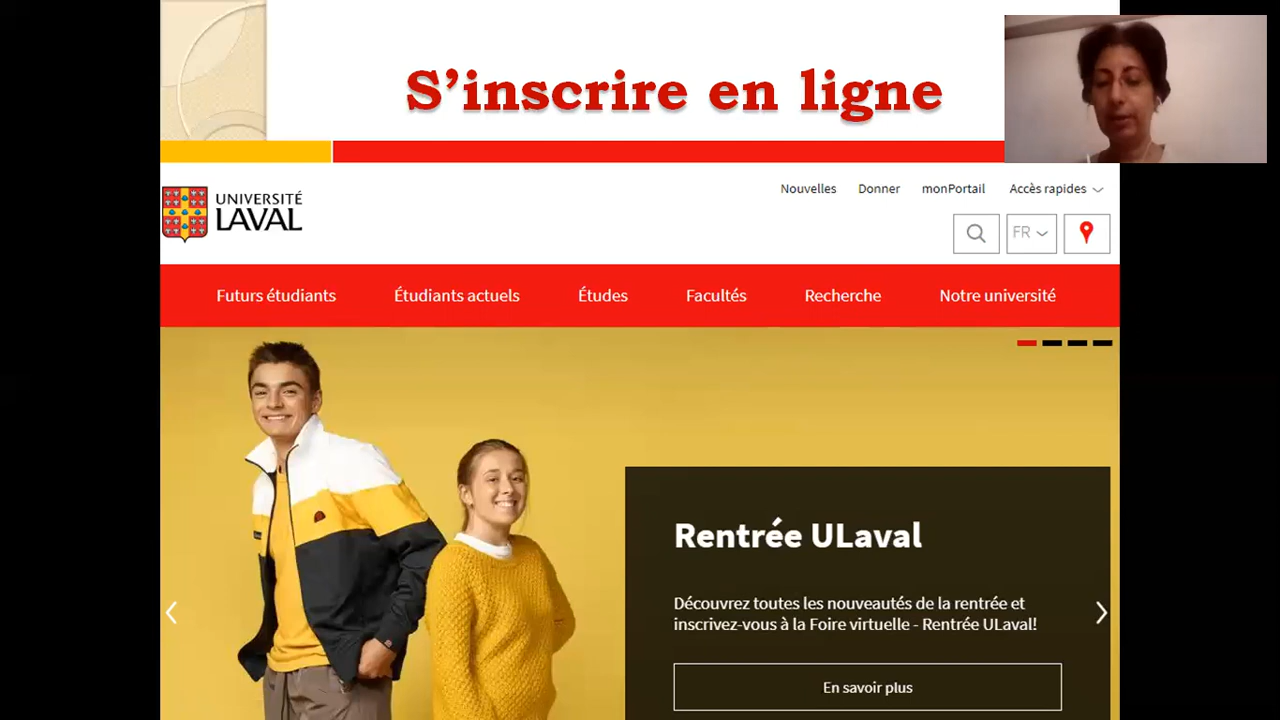 S'inscrire en ligne
UNIVERSITÉ
LAVAL
Nouvelles Donner monPortail Accès rapides
FR
Futurs étudiants Étudiants actuels Études Facultés Recherche Notre université
Rentrée ULaval
Découvrez toutes les nouveautés de la rentrée et
inscrivez-vous à la Foire virtuelle - Rentrée ULaval!
En savoir plus